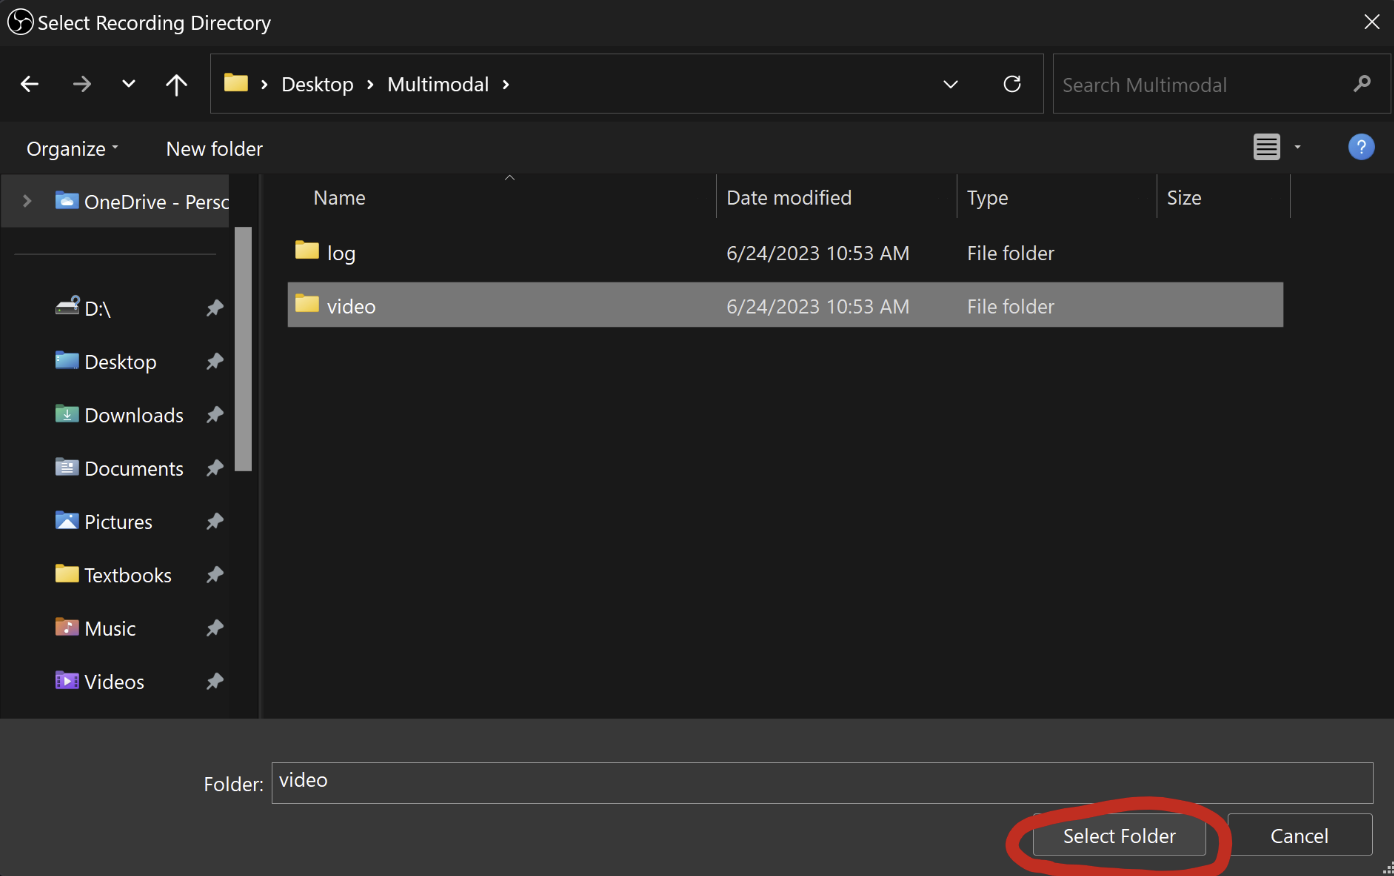 Select Recording Directory
Desktop Multimodal
Search Multimodal
Organize New folder
?
Name Date modified Type Size
OneDrive - Persc
log 6/24/2023 10:53 AM File folder
video 6/24/2023 10:53 AM File folder
D:\
Desktop
Downloads
Documents
Pictures
Textbooks
Music
Videos
Folder: video
Select Folder Cancel